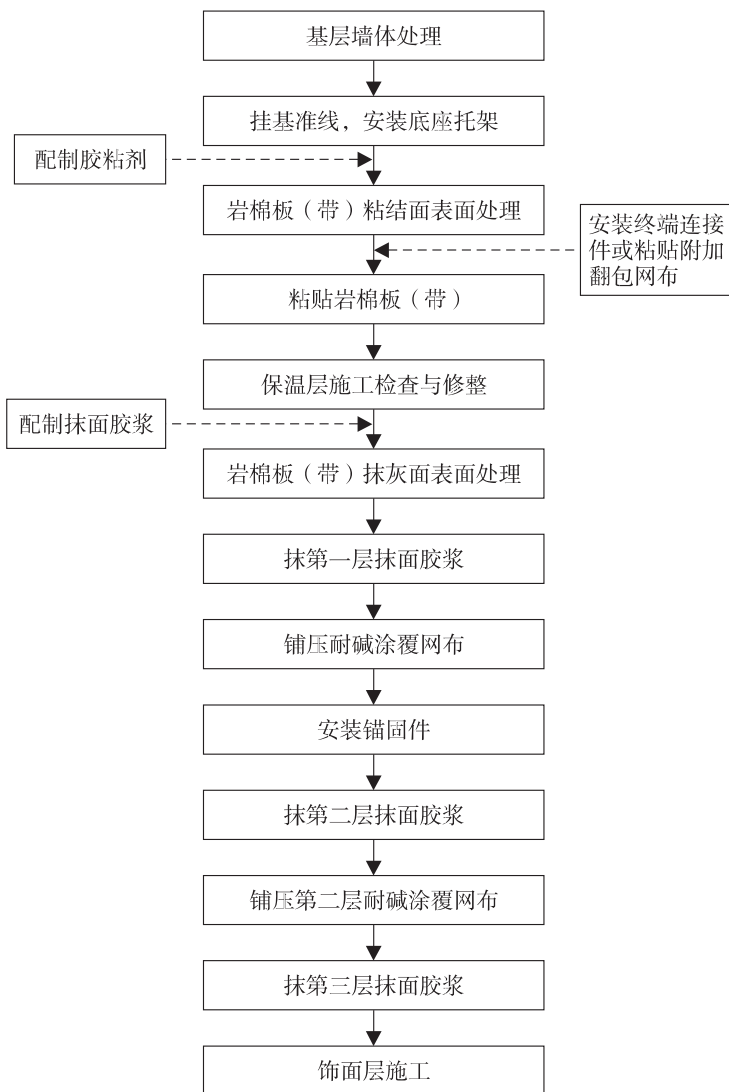 基层墙体处理
挂基准线，安装底座托架
配制胶粘剂
岩棉板（带）粘结面表面处理
安装终端连接
件或粘贴附加
翻包网布
粘贴岩棉板（带）
保温层施工检查与修整
配制抹面胶浆
岩棉板（带）抹灰面表面处理
抹第一层抹面胶浆
铺压耐碱涂覆网布
安装锚固件
抹第二层抹面胶浆
铺压第二层耐碱涂覆网布
抹第三层抹面胶浆
饰面层施工